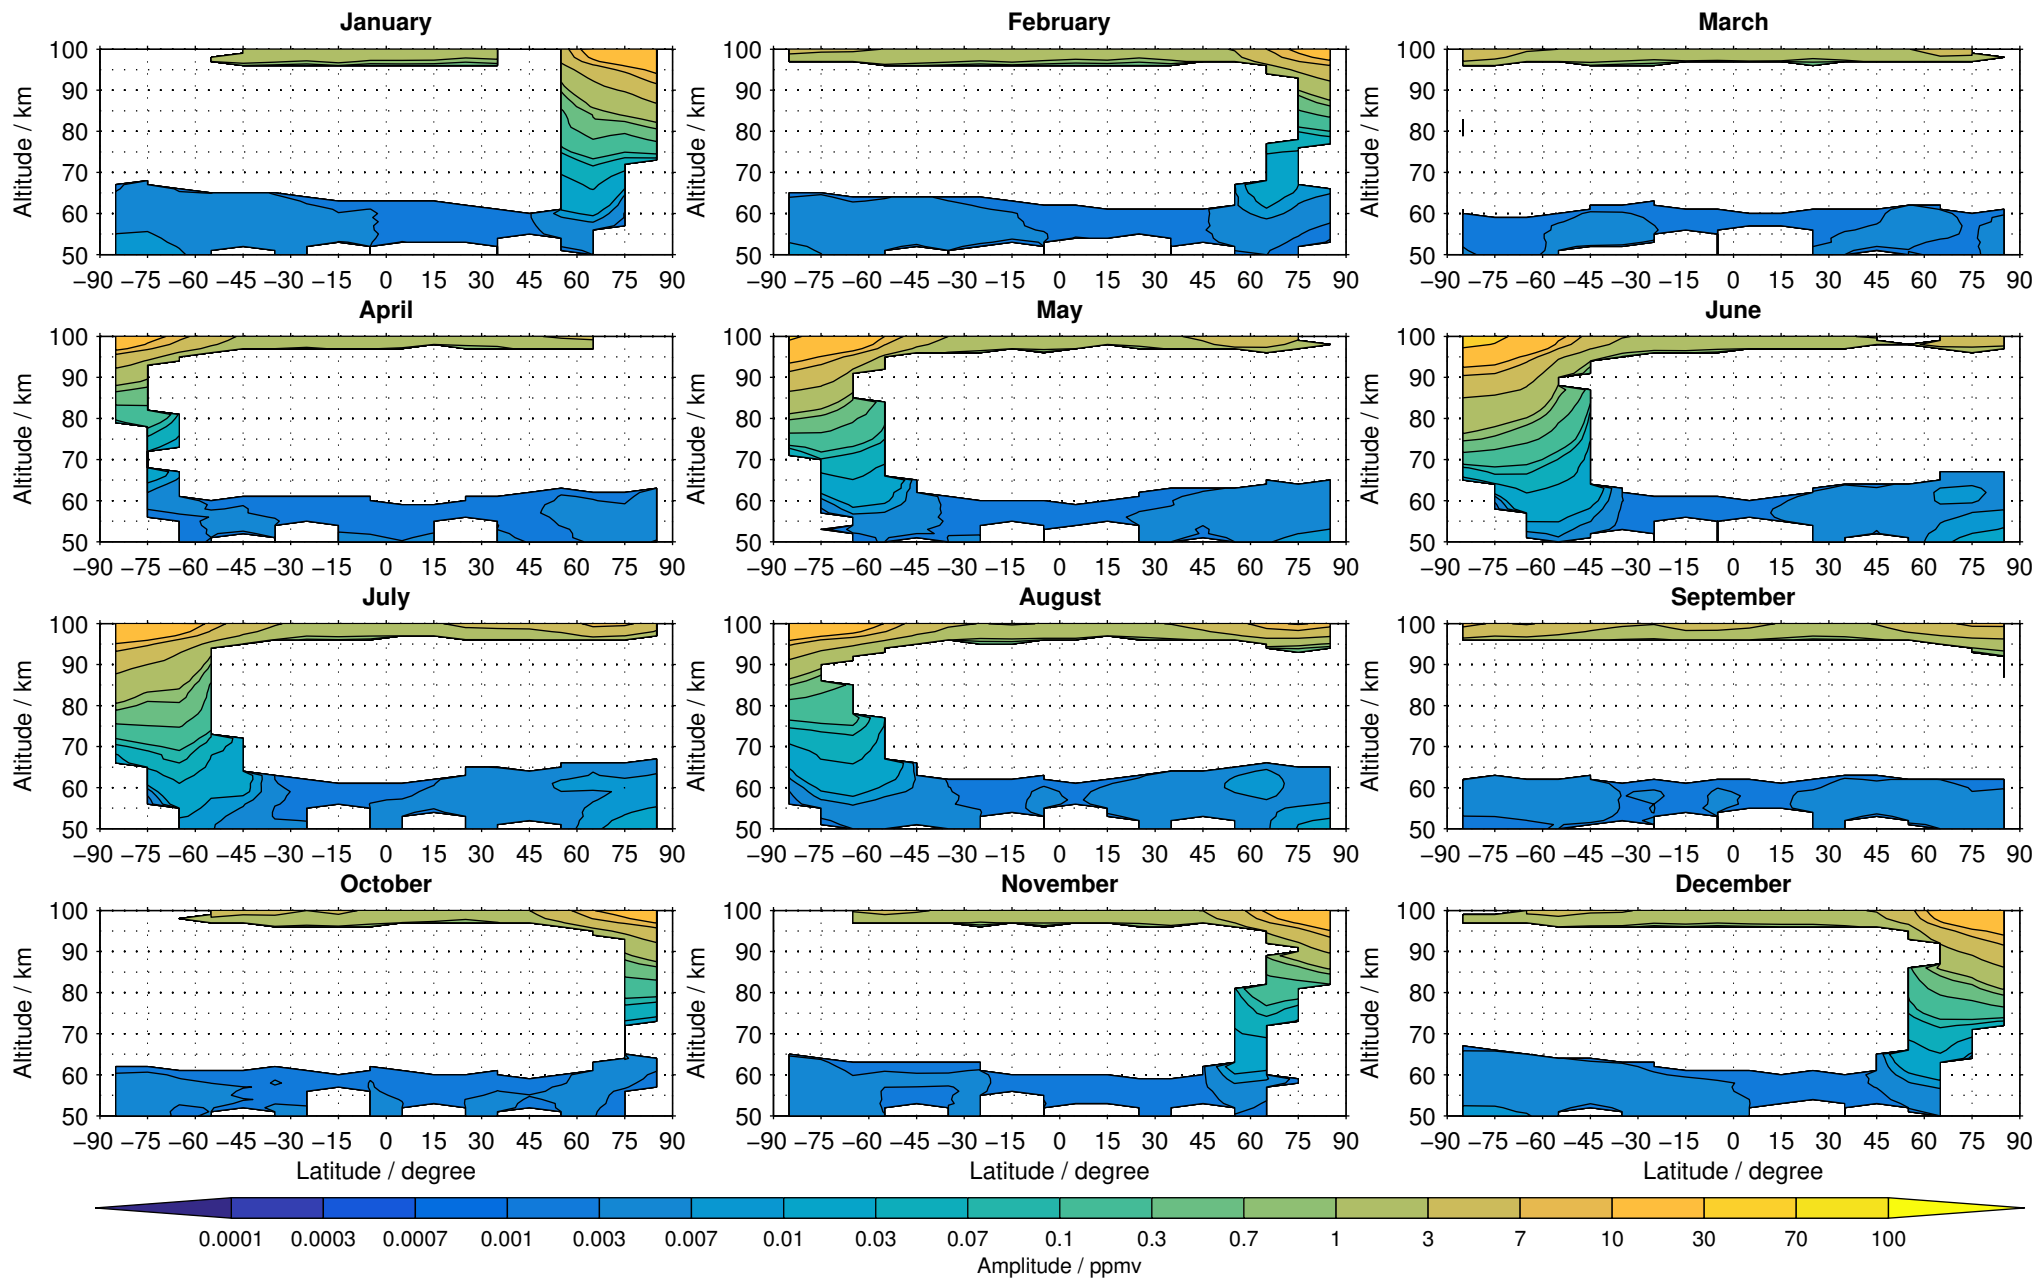 January February March
100 100 100
90 90 90
80 80 80
70 70 70
60 60 60
50 50 50
Altitude / km Altitude / km Altitude / km
−90 −75 −60 −45 −30 −15 0 15 30 45 60 75 90 −90 −75 −60 −45 −30 −15 0 15 30 45 60 75 90 −90 −75 −60 −45 −30 −15 0 15 30 45 60 75 90
April May June
100 100 100
90 90 90
80 80 80
70 70 70
60 60 60
50 50 50
Altitude / km Altitude / km Altitude / km
−90 −75 −60 −45 −30 −15 0 15 30 45 60 75 90 −90 −75 −60 −45 −30 −15 0 15 30 45 60 75 90 −90 −75 −60 −45 −30 −15 0 15 30 45 60 75 90
July August September
100 100 100
90 90 90
80 80 80
70 70 70
60 60 60
50 50 50
Altitude / km Altitude / km Altitude / km
−90 −75 −60 −45 −30 −15 0 15 30 45 60 75 90 −90 −75 −60 −45 −30 −15 0 15 30 45 60 75 90 −90 −75 −60 −45 −30 −15 0 15 30 45 60 75 90
October November December
100 100 100
90 90 90
80 80 80
70 70 70
60 60 60
50 50 50
Altitude / km Altitude / km Altitude / km
−90 −75 −60 −45 −30 −15 0 15 30 45 60 75 90 −90 −75 −60 −45 −30 −15 0 15 30 45 60 75 90 −90 −75 −60 −45 −30 −15 0 15 30 45 60 75 90
Latitude / degree Latitude / degree Latitude / degree
0.0001 0.0003 0.0007 0.001 0.003 0.007 0.01 0.03 0.07 0.1 0.3 0.7 1 3 7 10 30 70 100
Amplitude / ppmv